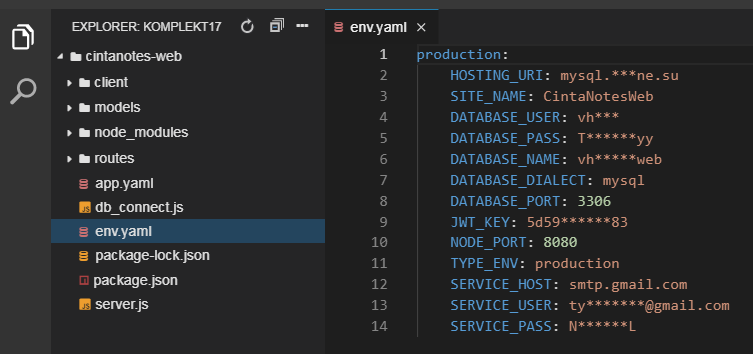 EXPLORER: KOMPLEKT17
cintanotes-web
client
models
node_modules
routes
app.yaml
db_connect.js
env.yaml
package-lock.json
package.json
server.js
env.yaml
1 production:
2 HOSTING_URI: mysql.***ne.su
3 SITE_NAME: CintaNotesWeb
4 DATABASE_USER: vh***
5 DATABASE_PASS: T******yy
6 DATABASE_NAME: vh*****web
7 DATABASE_DIALECT: mysql
8 DATABASE_PORT: 3306
9 JWT_KEY: 5d59******83
10 NODE_PORT: 8080
11 TYPE_ENV: production
12 SERVICE_HOST: smtp.gmail.com
13 SERVICE_USER: ty*******@gmail.com
14 SERVICE_PASS: N******L